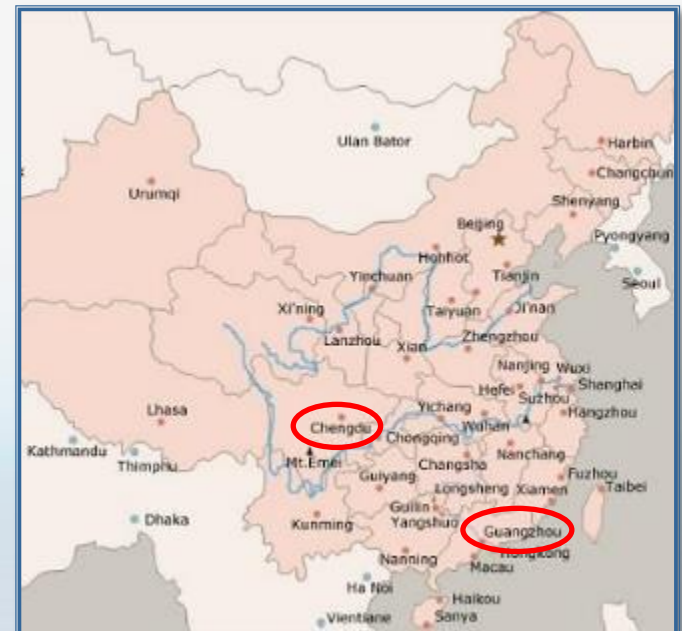 Ulan Bator
Harbin
Changchun
Urumqi
Shenyang
Beijing
Pyongyang
Hohhot
Tianjin
Yinchuan
Seoul
Xi'ning
Taiyuan
Ji'nan
Lanzhou
Zhengzhou
Xian
Nanjing Wuxi
Hefei
Shanghai
Suzhou
Lhasa
Yichang
Hangzhou
Chengdu
Wuhan
Chongqing
Kathmandu
Nanchang
Thimphu
Mt.Emei
Changsha
Guiyang
Fuzhou
Longsheng
Xiamen
Taibei
Guilin
Dhaka
Kunming
Yangshuo
Guangzhou
Hongkong
Nanning
Macau
Ha Noi
Haikou
Vientiane
Sanya